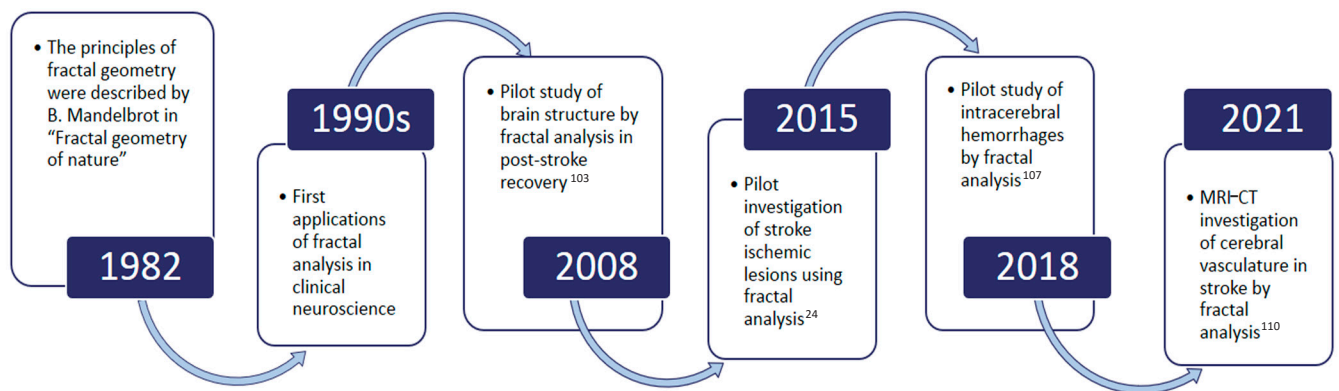 • The principles of
fractal geometry
were described by
B. Mandelbrot in
“Fractal geometry
of nature”
1982
1990s
• First
applications
of fractal
analysis in
clinical
neuroscience
• Pilot study of
brain structure by
fractal analysis in
post-stroke
recovery 103
2008
2015
• Pilot
investigation
of stroke
ischemic
lesions using
fractal
analysis24
• Pilot study of
intracerebral
hemorrhages by
fractal
analysis107
2018
2021
• MRI–CT
investigation
of cerebral
vasculature in
stroke by
fractal
analysis110